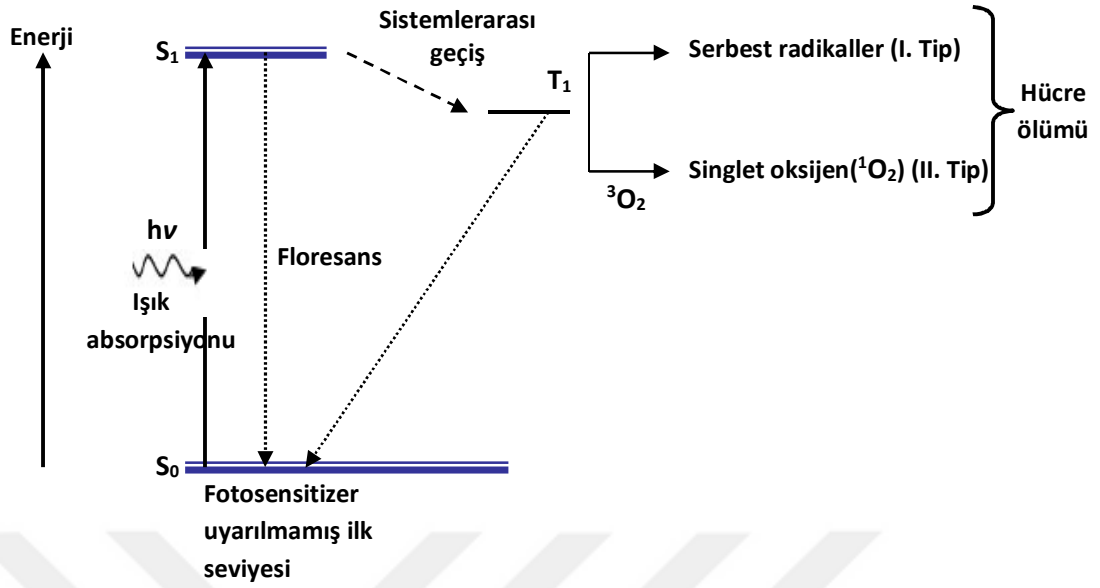 Enerji
S₁
Sistemlerarası
geçiş
T₁
Serbest radikaller (I. Tip)
Singlet oksijen(¹O₂) (II. Tip)
³O₂
Hücre
ölümü
hv
Işık
absorpsiyonu
Floresans
S₀
Fotosensitizer
uyarılmamış ilk
seviyesi